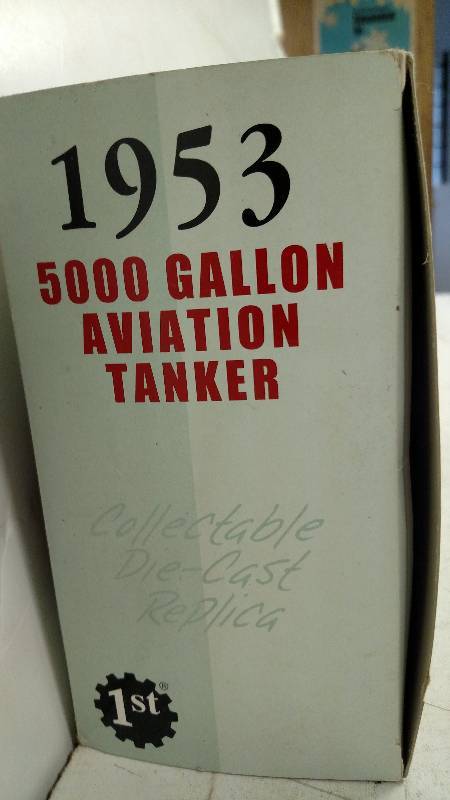 1953
5000 GALLON
AVIATION
TANKER
Collectable
Die-Cast
Replica
1st®